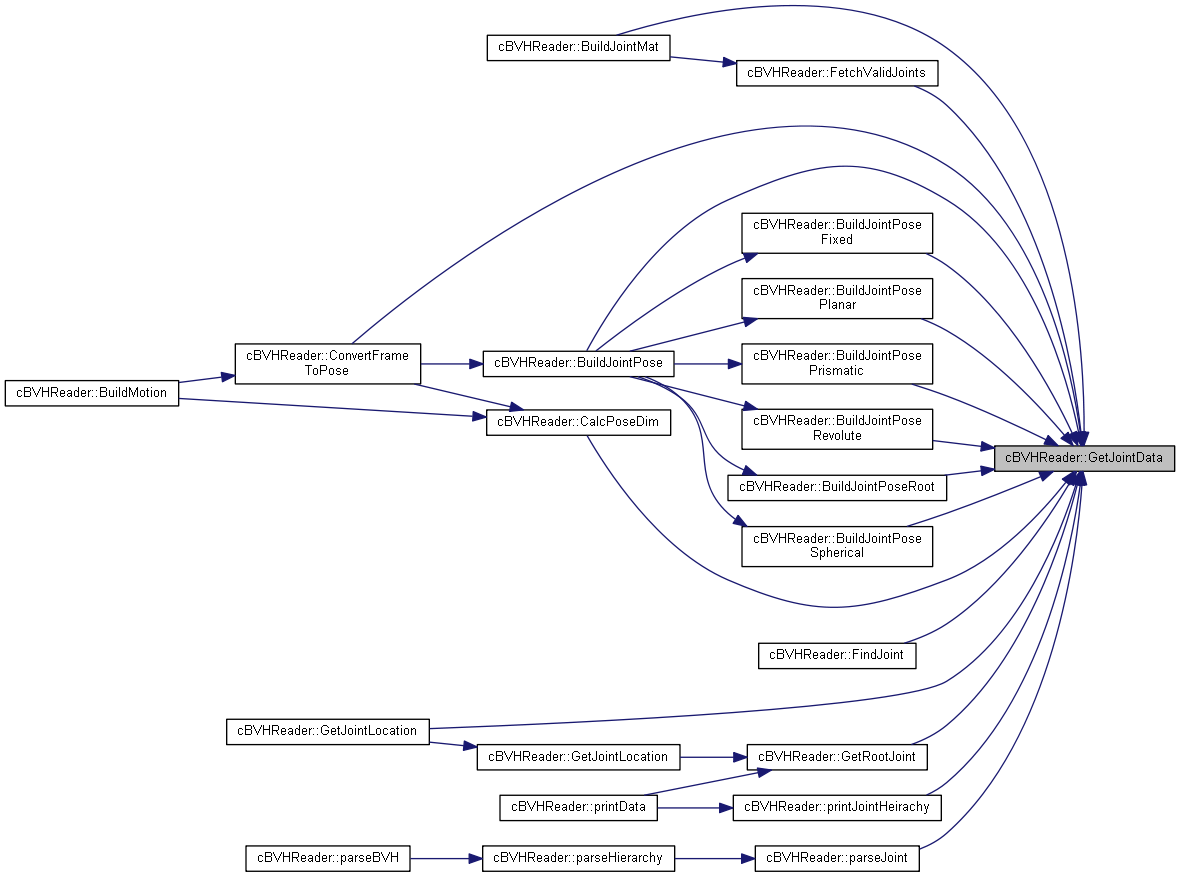 cBVHReader::BuildJointMat
cBVHReader::FetchValidJoints
cBVHReader::BuildJointPose
Fixed
cBVHReader::BuildJointPose
Planar
cBVHReader::ConvertFrame
ToPose
cBVHReader::BuildJointPose
cBVHReader::BuildJointPose
Prismatic
cBVHReader::BuildMotion
cBVHReader::CalcPoseDim
cBVHReader::BuildJointPose
Revolute
cBVHReader::GetJointData
cBVHReader::BuildJointPoseRoot
cBVHReader::BuildJointPose
Spherical
cBVHReader::FindJoint
cBVHReader::GetJointLocation
cBVHReader::GetJointLocation
cBVHReader::GetRootJoint
cBVHReader::printData
cBVHReader::printJointHeirachy
cBVHReader::parseBVH
cBVHReader::parseHierarchy
cBVHReader::parseJoint